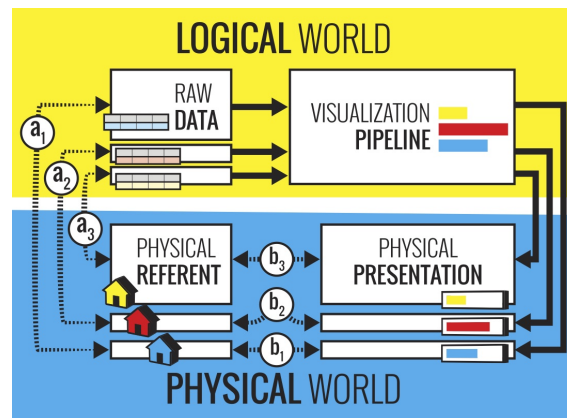 LOGICAL WORLD
RAW
DATA
VISUALIZATION
PIPELINE
a1
a2
a3
PHYSICAL
REFERENT
b3
PHYSICAL
PRESENTATION
b2
b1
PHYSICAL WORLD